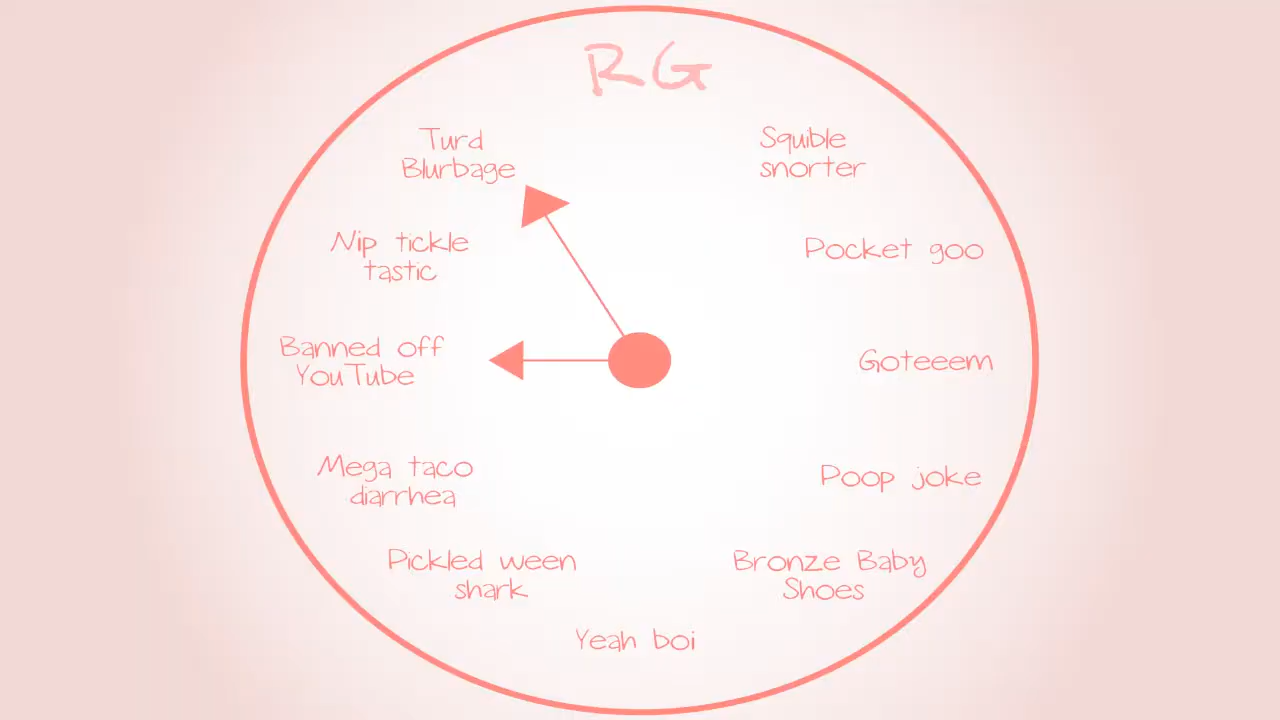 RG
Squible
snorter
Pocket goo
Goteeem
Poop joke
Bronze Baby
Shoes
Yeah boi
Pickled ween
shark
Mega taco
diarrhea
Banned off
YouTube
Nip tickle
tastic
Turd
Blurbage